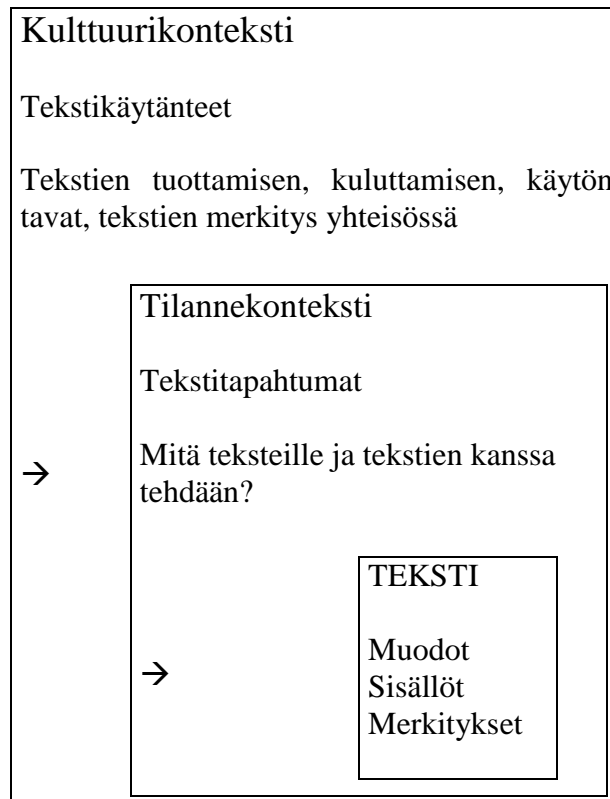 Kulttuurikonteksti
Tekstikäytänteet
Tekstien tuottamisen, kuluttamisen, käytön
tavat, tekstien merkitys yhteisössä
Tilannekonteksti
Tekstitapahtumat
→ Mitä teksteille ja tekstien kanssa
tehdään?
TEKSTI
Muodot
→ Sisällöt
Merkitykset